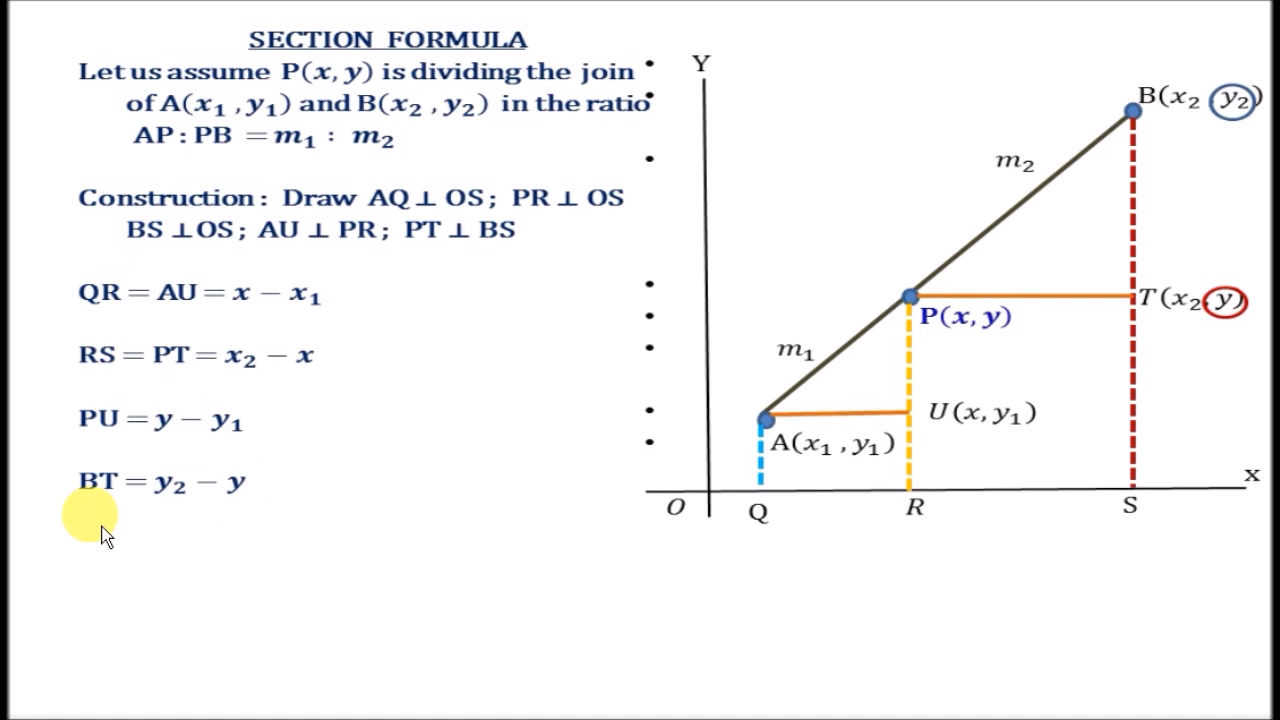 SECTION FORMULA
Let us assume P(x, y) is dividing the join
of A(x₁ , y₁) and B(x₂ , y₂) in the ratio
AP : PB = m₁ : m₂
Construction : Draw AQ ⊥ OS ; PR ⊥ OS
BS ⊥OS ; AU ⊥ PR ; PT ⊥ BS
QR = AU = x − x₁
RS = PT = x₂ − x
PU = y − y₁
BT = y₂ − y
Y
B(x₂ y₂)
m₂
T(x₂, y)
P(x, y)
m₁
U(x, y₁)
A(x₁ , y₁)
X
O Q R S